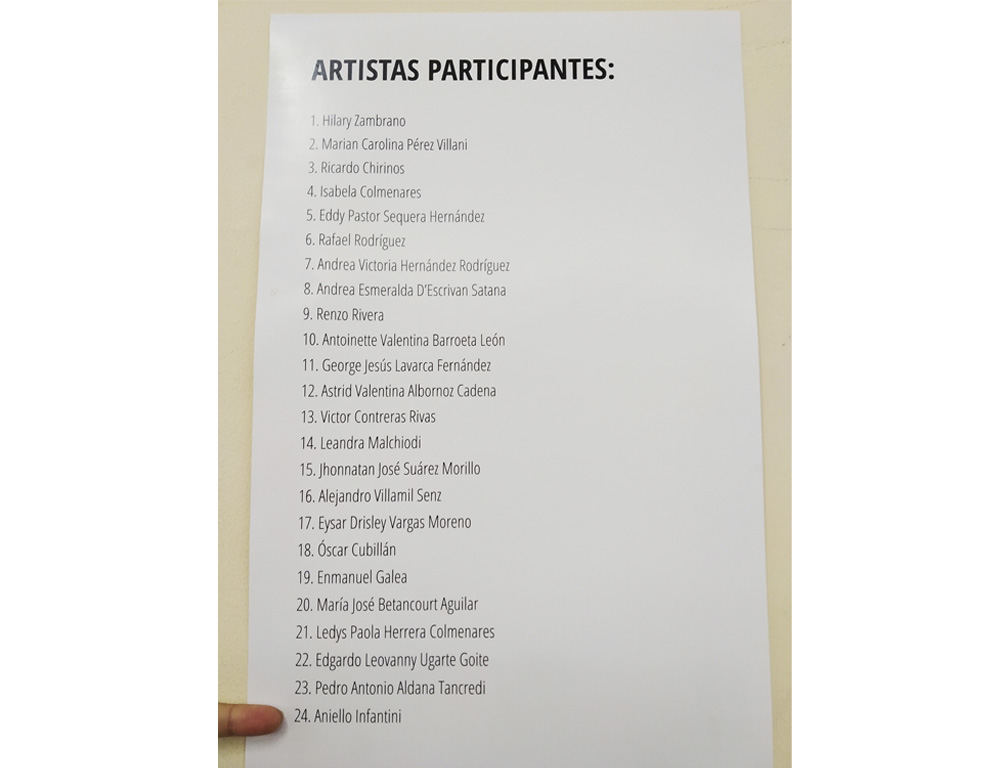 ARTISTAS PARTICIPANTES:
1. Hilary Zambrano
2. Marian Carolina Pérez Villani
3. Ricardo Chirinos
4. Isabela Colmenares
5. Eddy Pastor Sequera Hernández
6. Rafael Rodríguez
7. Andrea Victoria Hernández Rodríguez
8. Andrea Esmeralda D’Escrivan Satana
9. Renzo Rivera
10. Antoinette Valentina Barroeta León
11. George Jesús Lavarca Fernández
12. Astrid Valentina Albornoz Cadena
13. Victor Contreras Rivas
14. Leandra Malchiodi
15. Jhonnatan José Suárez Morillo
16. Alejandro Villamil Senz
17. Eysar Drisley Vargas Moreno
18. Óscar Cubillán
19. Enmanuel Galea
20. María José Betancourt Aguilar
21. Ledys Paola Herrera Colmenares
22. Edgardo Leovanny Ugarte Goite
23. Pedro Antonio Aldana Tancredi
24. Aniello Infantini